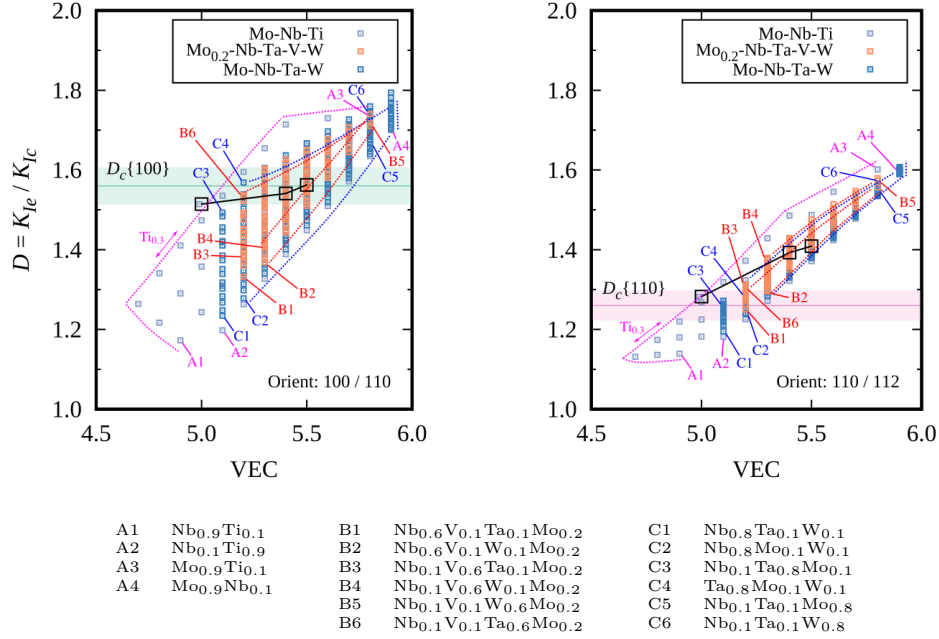 Mo-Nb-Ti
Mo0.2-Nb-Ta-V-W
Mo-Nb-Ta-W
D = KIe / KIc
2.0
1.8
1.6
1.4
1.2
1.0
4.5
5.0
5.5
6.0
VEC
Dc{100}
Ti0.3
A1
A2
A3
A4
B1
B2
B3
B4
B5
B6
C1
C2
C3
C4
C5
C6
Orient: 100 / 110
Mo-Nb-Ti
Mo0.2-Nb-Ta-V-W
Mo-Nb-Ta-W
2.0
1.8
1.6
1.4
1.2
1.0
4.5
5.0
5.5
6.0
VEC
Dc{110}
Ti0.3
A1
A2
A3
A4
B1
B2
B3
B4
B5
B6
C1
C2
C3
C4
C5
C6
Orient: 110 / 112
A1 Nb0.9Ti0.1 B1 Nb0.6V0.1Ta0.1Mo0.2 C1 Nb0.8Ta0.1W0.1
A2 Nb0.1Ti0.9 B2 Nb0.6V0.1W0.1Mo0.2 C2 Nb0.8Mo0.1W0.1
A3 Mo0.9Ti0.1 B3 Nb0.1V0.6Ta0.1Mo0.2 C3 Nb0.1Ta0.8Mo0.1
A4 Mo0.9Nb0.1 B4 Nb0.1V0.6W0.1Mo0.2 C4 Ta0.8Mo0.1W0.1
B5 Nb0.1V0.1W0.6Mo0.2 C5 Nb0.1Ta0.1Mo0.8
B6 Nb0.1V0.1Ta0.6Mo0.2 C6 Nb0.1Ta0.1W0.8